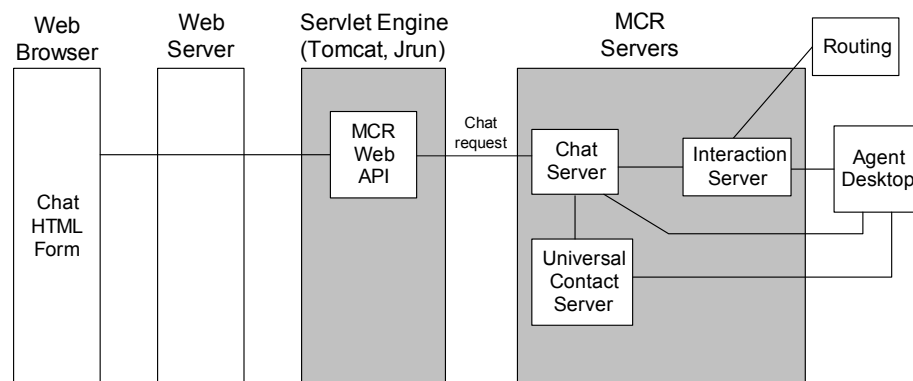 Web
Browser
Web
Server
Servlet Engine
(Tomcat, Jrun)
MCR
Servers
Routing
MCR
Web
API
Chat
request
Chat
Server
Interaction
Server
Agent
Desktop
Chat
HTML
Form
Universal
Contact
Server